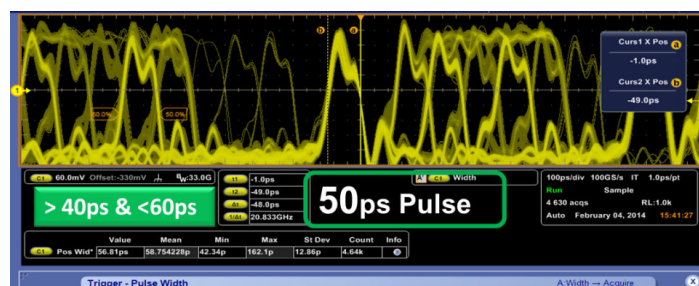 b a
Curs1 X Pos a
-1.0ps
Curs2 X Pos b
-49.0ps
1
50.0% 50.0%
C1 60.0mV Offset:-330mV BW:33.0G
t1 -1.0ps
t2 -49.0ps
Δt -48.0ps
1/Δt 20.833GHz
> 40ps & <60ps
A' C1 Width
50ps Pulse
100ps/div 100GS/s IT 1.0ps/pt
Run Sample
4 630 acqs RL:1.0k
Auto February 04, 2014 15:41:27
Value Mean Min Max St Dev Count Info
C1 Pos Wid* 56.81ps 58.754228p 42.34p 162.1p 12.86p 4.64k
Trigger - Pulse Width A:Width → Acquire X